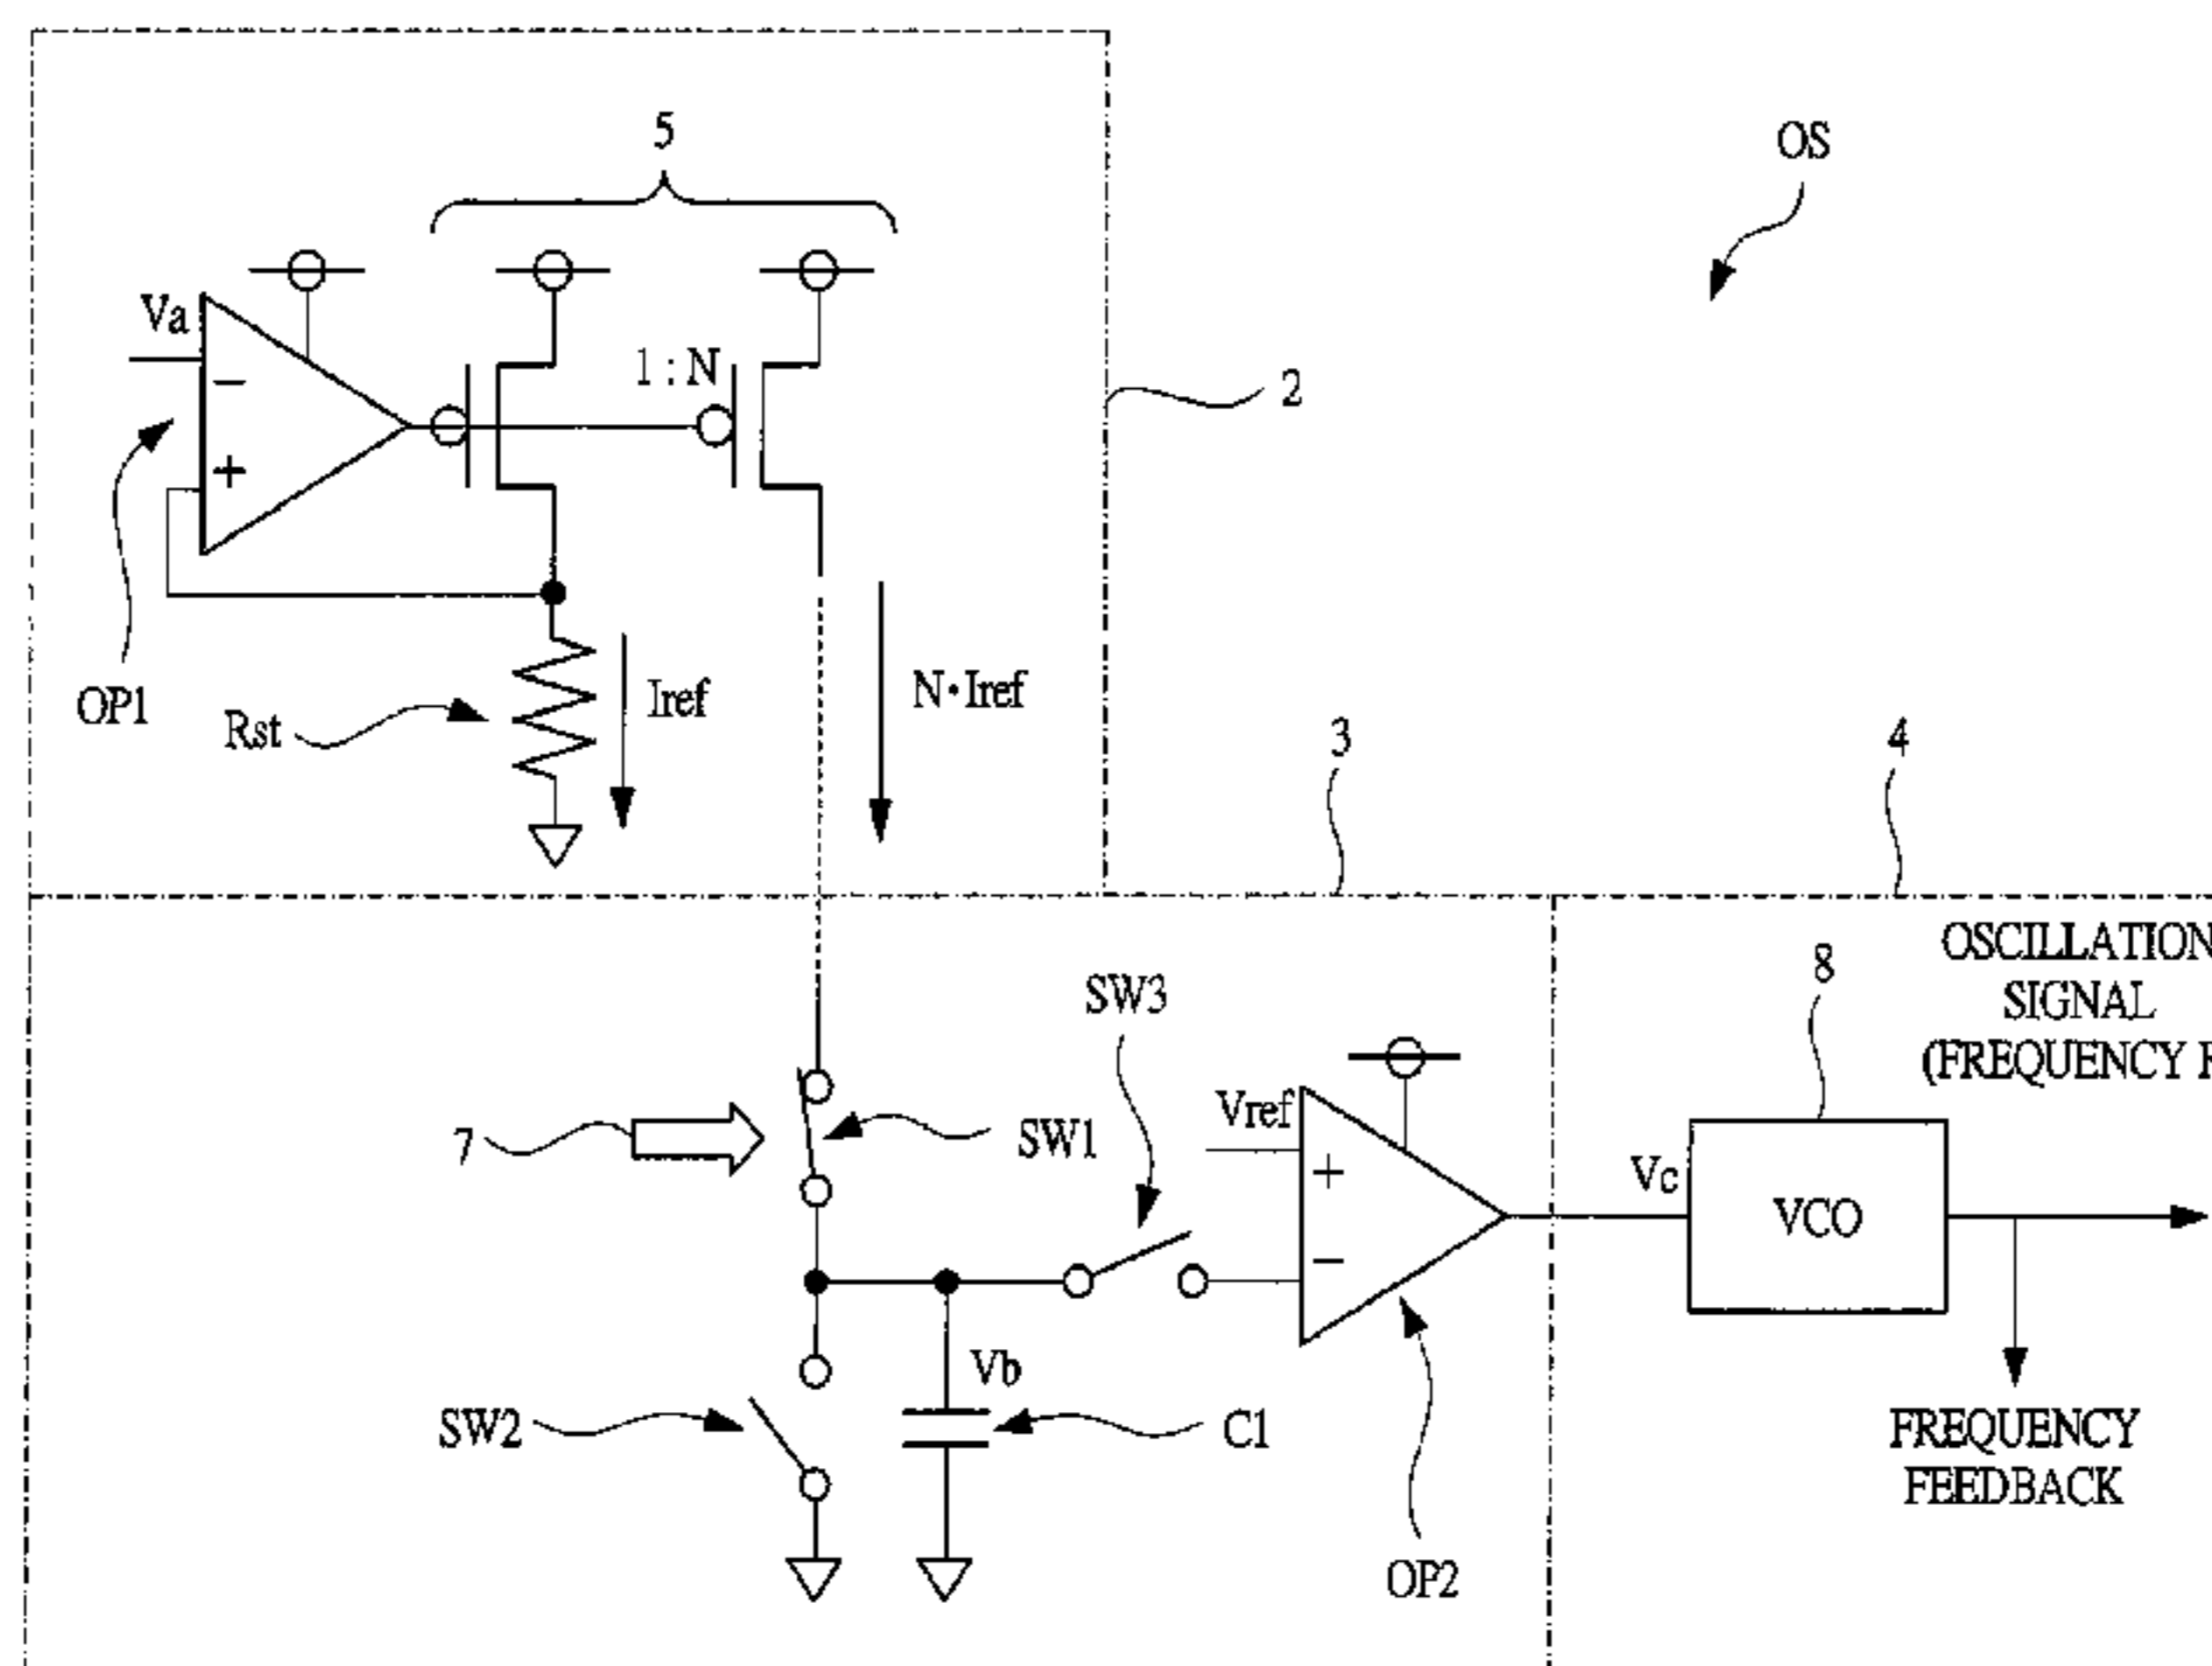 5
OS
Va
−
+
1 : N
2
OP1
Rst
Iref
N•Iref
3
4
OSCILLATION
SIGNAL
(FREQUENCY F
8
SW3
Vref
+
−
7
SW1
Vc
VCO
Vb
SW2
C1
FREQUENCY
FEEDBACK
OP2